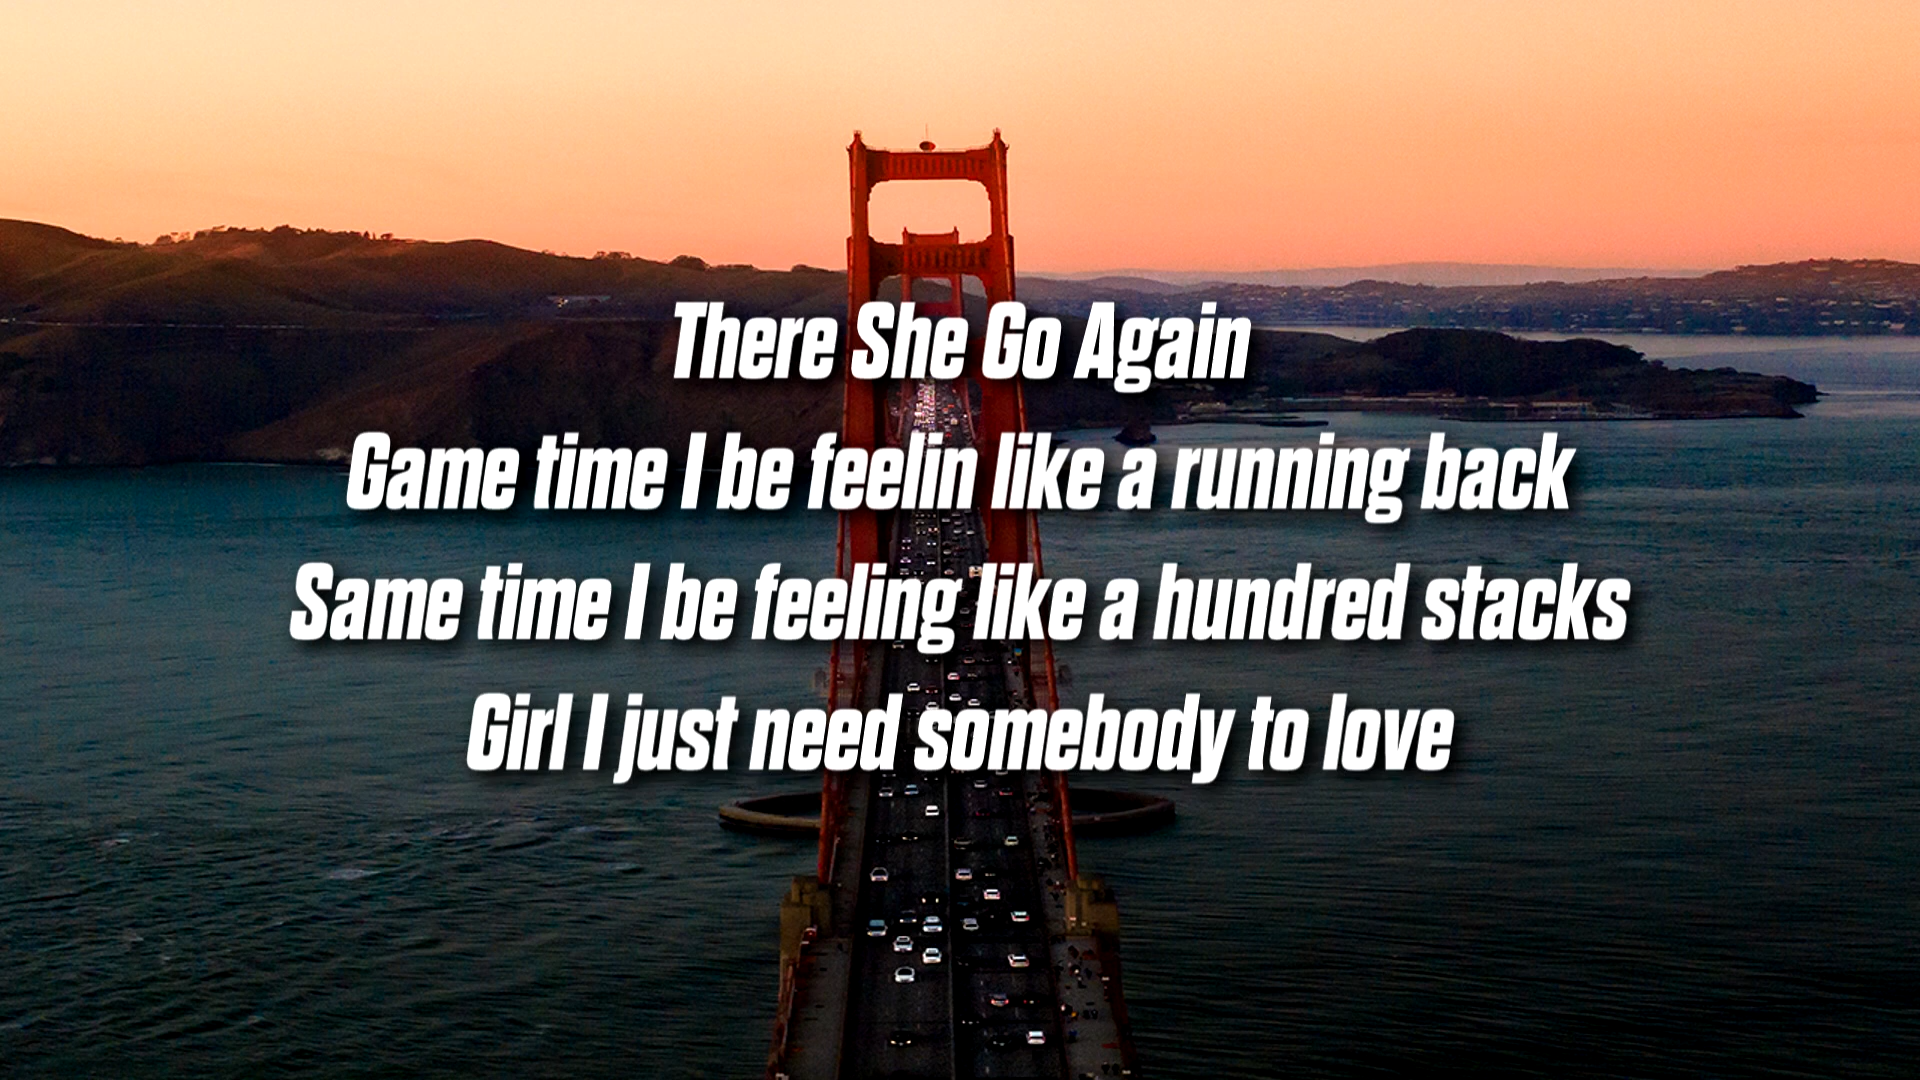 There She Go Again
Game time I be feelin like a running back
Same time I be feeling like a hundred stacks
Girl I just need somebody to love